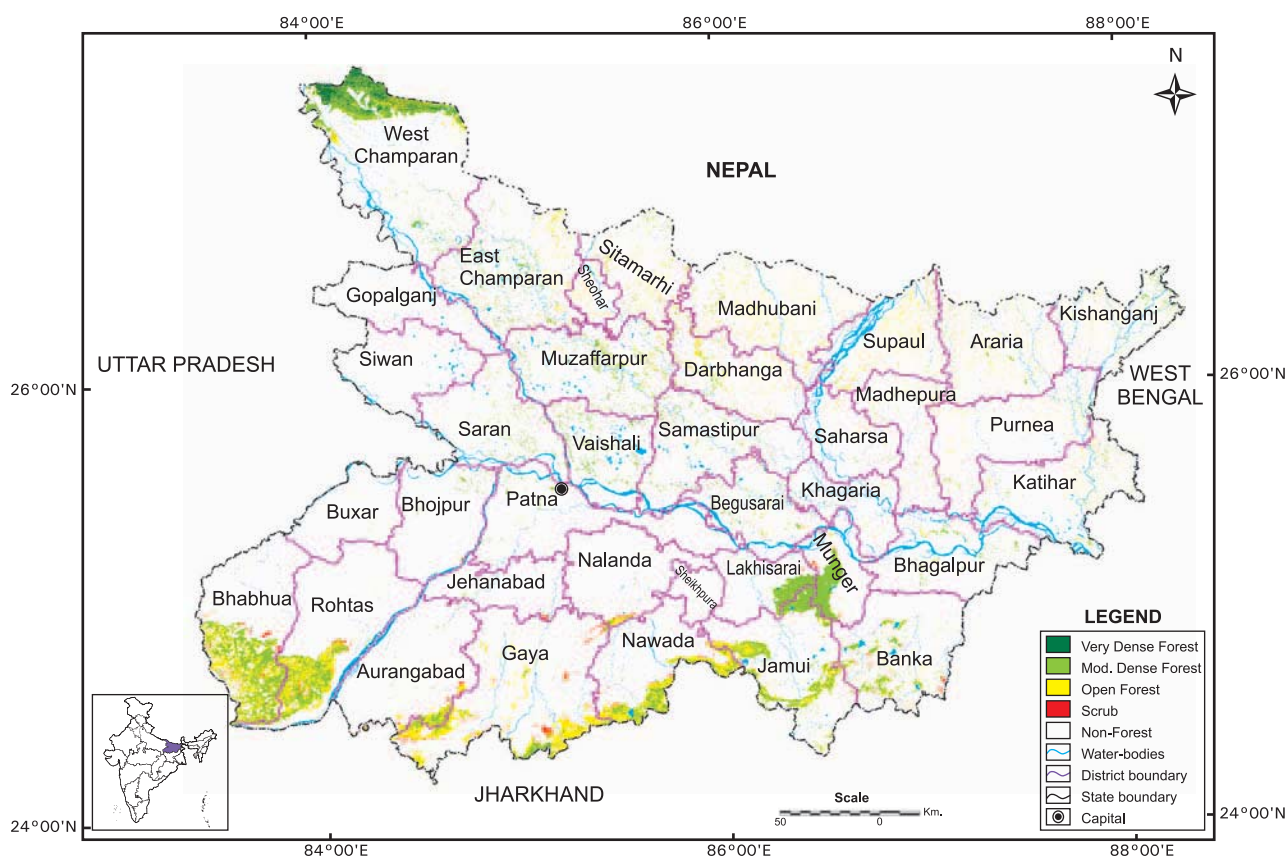 84°00'E
86°00'E
88°00'E
N
West
Champaran
NEPAL
East
Champaran
Sheohar
Sitamarhi
Gopalganj
Madhubani
Kishanganj
Siwan
Muzaffarpur
Darbhanga
Supaul
Araria
UTTAR PRADESH
26°00'N
WEST
BENGAL
26°00'N
Madhepura
Saran
Vaishali
Samastipur
Saharsa
Purnea
Buxar
Bhojpur
Patna
Begusarai
Khagaria
Katihar
Bhabhua
Rohtas
Jehanabad
Nalanda
Sheikhpura
Lakhisarai
Munger
Bhagalpur
Aurangabad
Gaya
Nawada
Jamui
Banka
LEGEND
Very Dense Forest
Mod. Dense Forest
Open Forest
Scrub
Non-Forest
Water-bodies
District boundary
State boundary
Capital
JHARKHAND
Scale
Km.
50
0
24°00'N
24°00'N
84°00'E
86°00'E
88°00'E